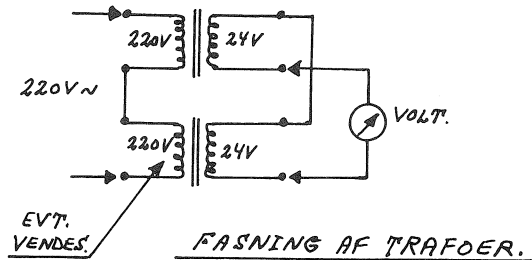 220V 24V
220V~
VOLT.
220V 24V
EVT.
VENDES.
FASNING AF TRAFOER.